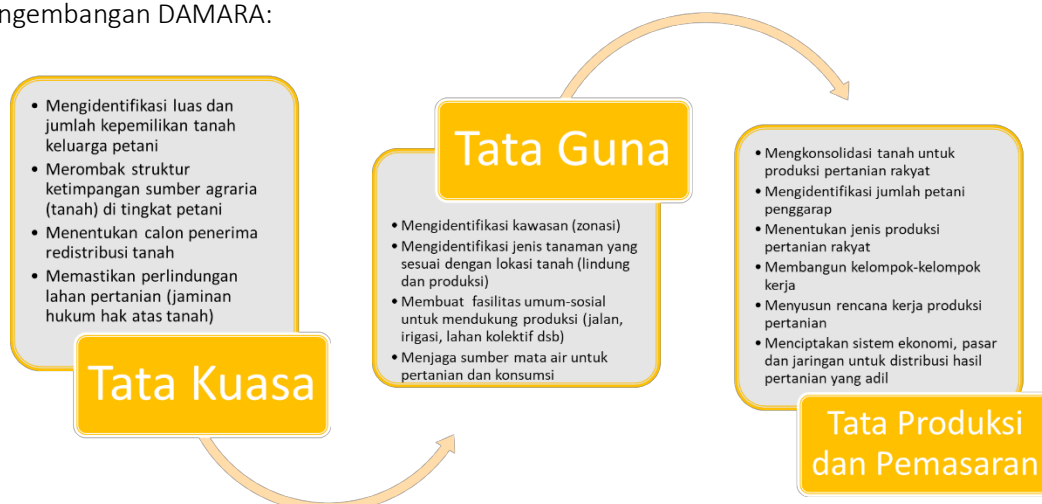 ngembangan DAMARA:
• Mengidentifikasi luas dan
jumlah kepemilikan tanah
keluarga petani
• Merombak struktur
ketimpangan sumber agraria
(tanah) di tingkat petani
• Menentukan calon penerima
redistribusi tanah
• Memastikan perlindungan
lahan pertanian (jaminan
hukum hak atas tanah)
Tata Kuasa
Tata Guna
• Mengidentifikasi kawasan (zonasi)
• Mengidentifikasi jenis tanaman yang
sesuai dengan lokasi tanah (lindung
dan produksi)
• Membuat fasilitas umum-sosial
untuk mendukung produksi (jalan,
irigasi, lahan kolektif dsb)
• Menjaga sumber mata air untuk
pertanian dan konsumsi
• Mengkonsolidasi tanah untuk
produksi pertanian rakyat
• Mengidentifikasi jumlah petani
penggarap
• Menentukan jenis produksi
pertanian rakyat
• Membangun kelompok-kelompok
kerja
• Menyusun rencana kerja produksi
pertanian
• Menciptakan sistem ekonomi, pasar
dan jaringan untuk distribusi hasil
pertanian yang adil
Tata Produksi
dan Pemasaran